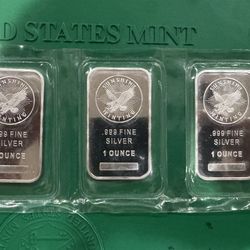 D STATES MINT
SUNSHINE
MINTING
.999 FINE
SILVER
1 OUNCE
SUNSHINE
MINTING
.999 FINE
SILVER
1 OUNCE
SUNSHINE
MINTING
.999 FINE
SILVER
1 OUNCE